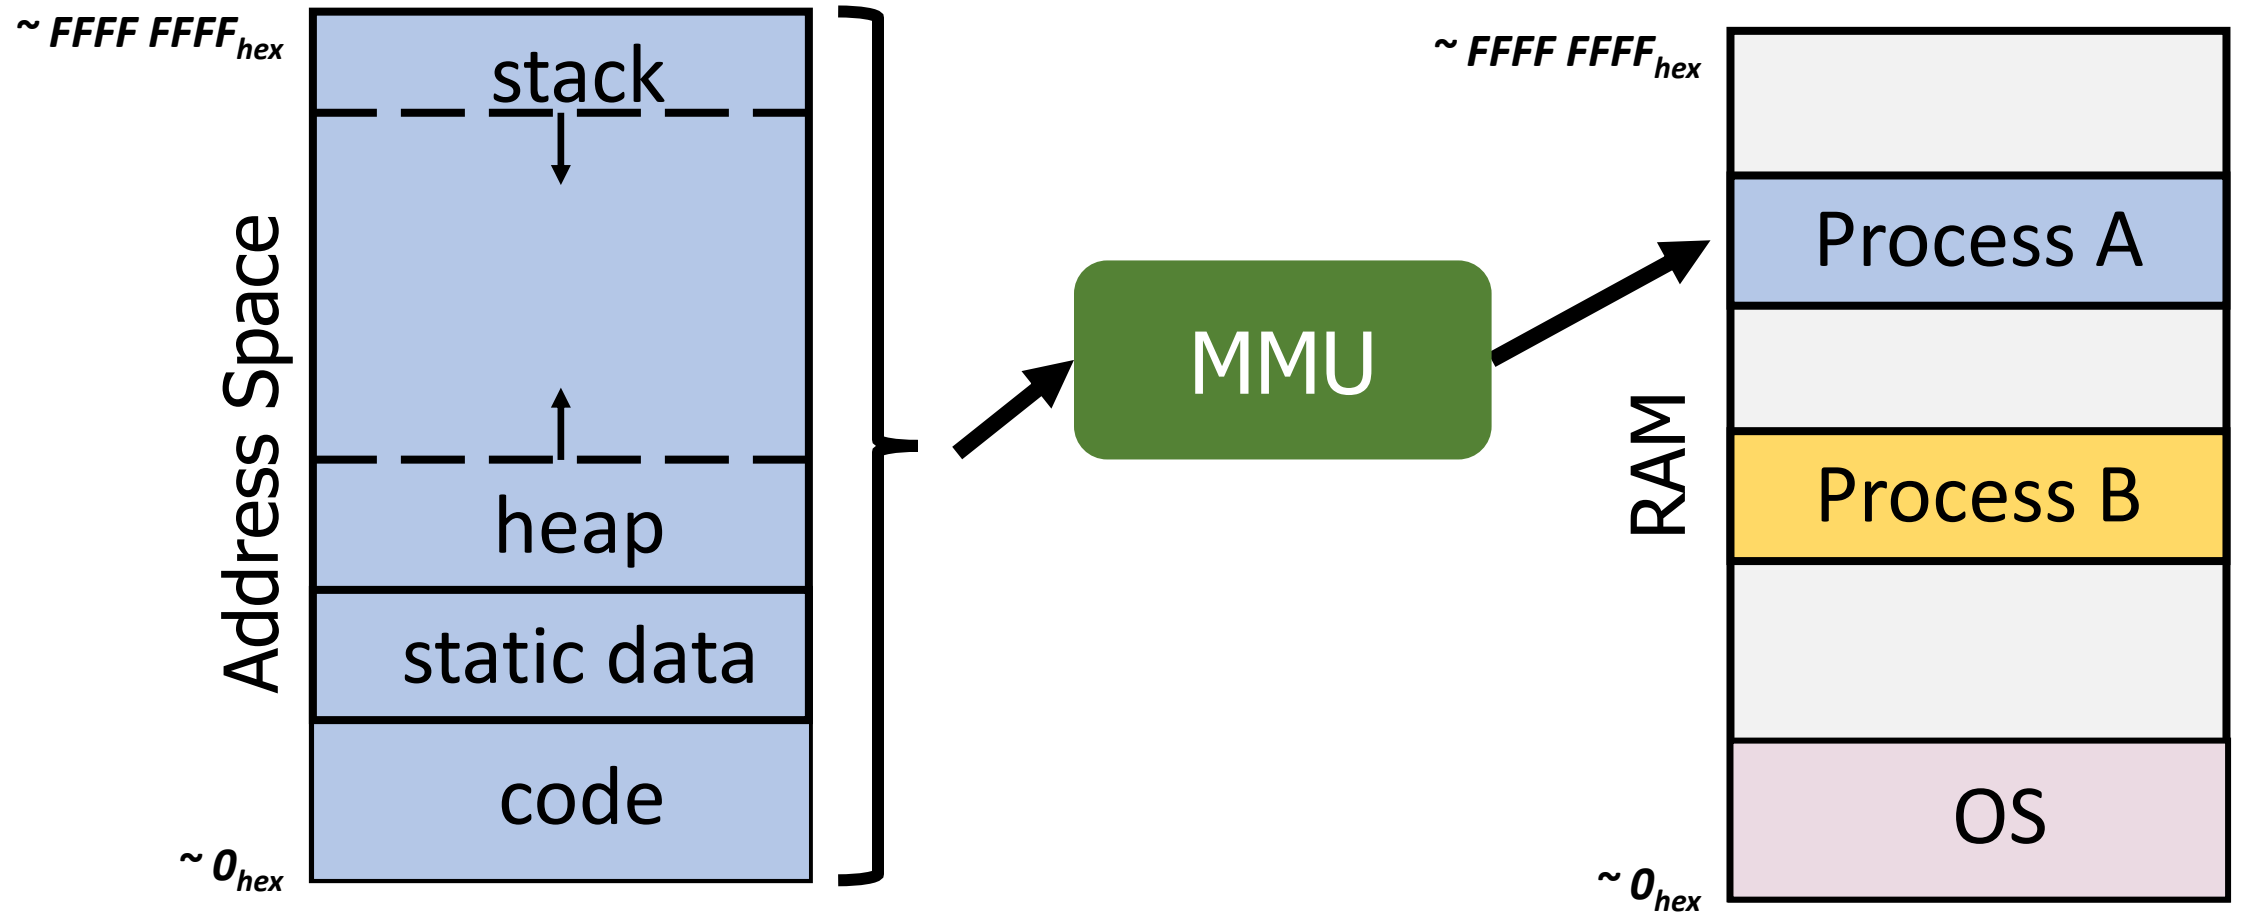 ~ FFFF FFFFhex
stack
Address Space
heap
static data
code
~ 0hex
MMU
~ FFFF FFFFhex
Process A
RAM
Process B
OS
~ 0hex